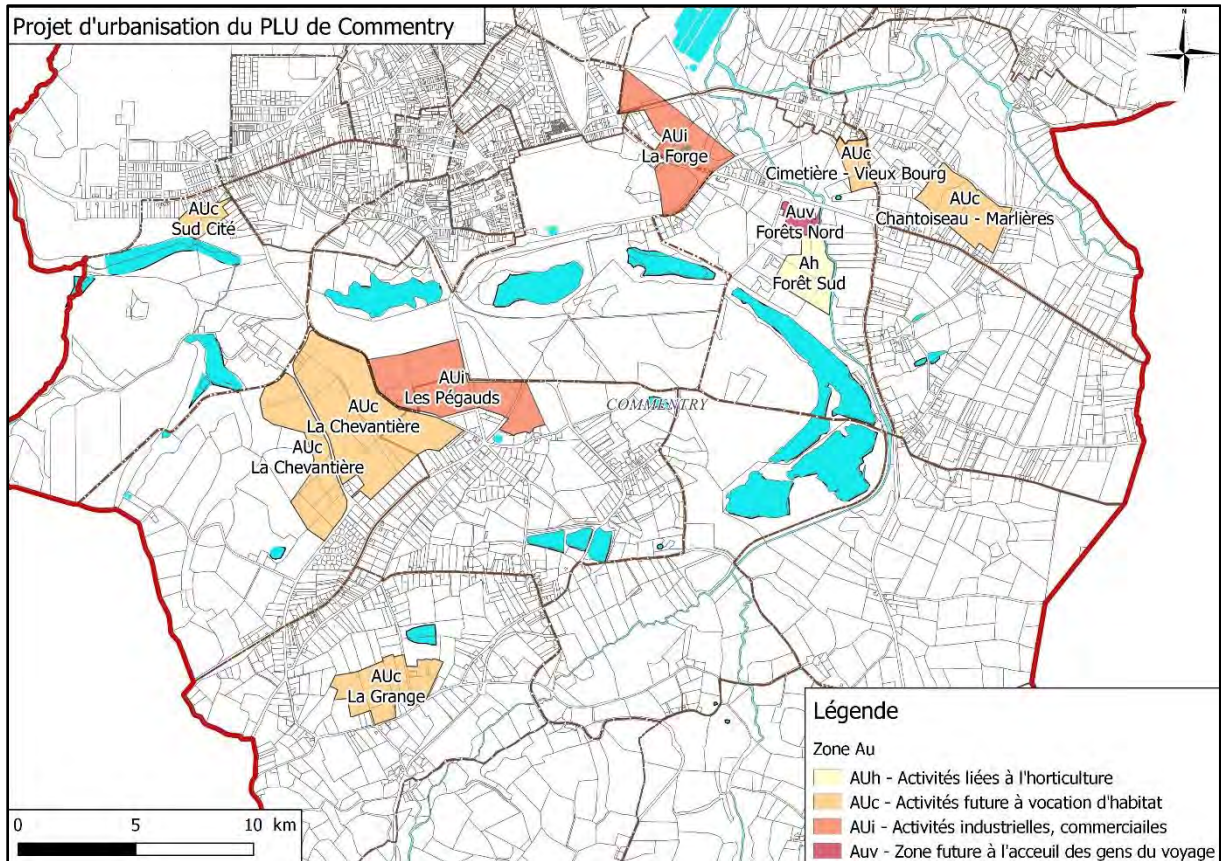 Projet d'urbanisation du PLU de Commentry
N
AUi
La Forge
AUc
Cimetière - Vieux Bourg
AUc
Chantoiseau - Marlières
AUc
Sud Cité
Auv
Forêts Nord
Ah
Forêt Sud
AUi
Les Pégauds
COMMENTRY
AUc
La Chevantière
AUc
La Chevantière
AUc
La Grange
Légende
Zone Au
AUh - Activités liées à l'horticulture
AUc - Activités future à vocation d'habitat
AUi - Activités industrielles, commerciailes
Auv - Zone future à l'acceuil des gens du voyage
0 5 10 km